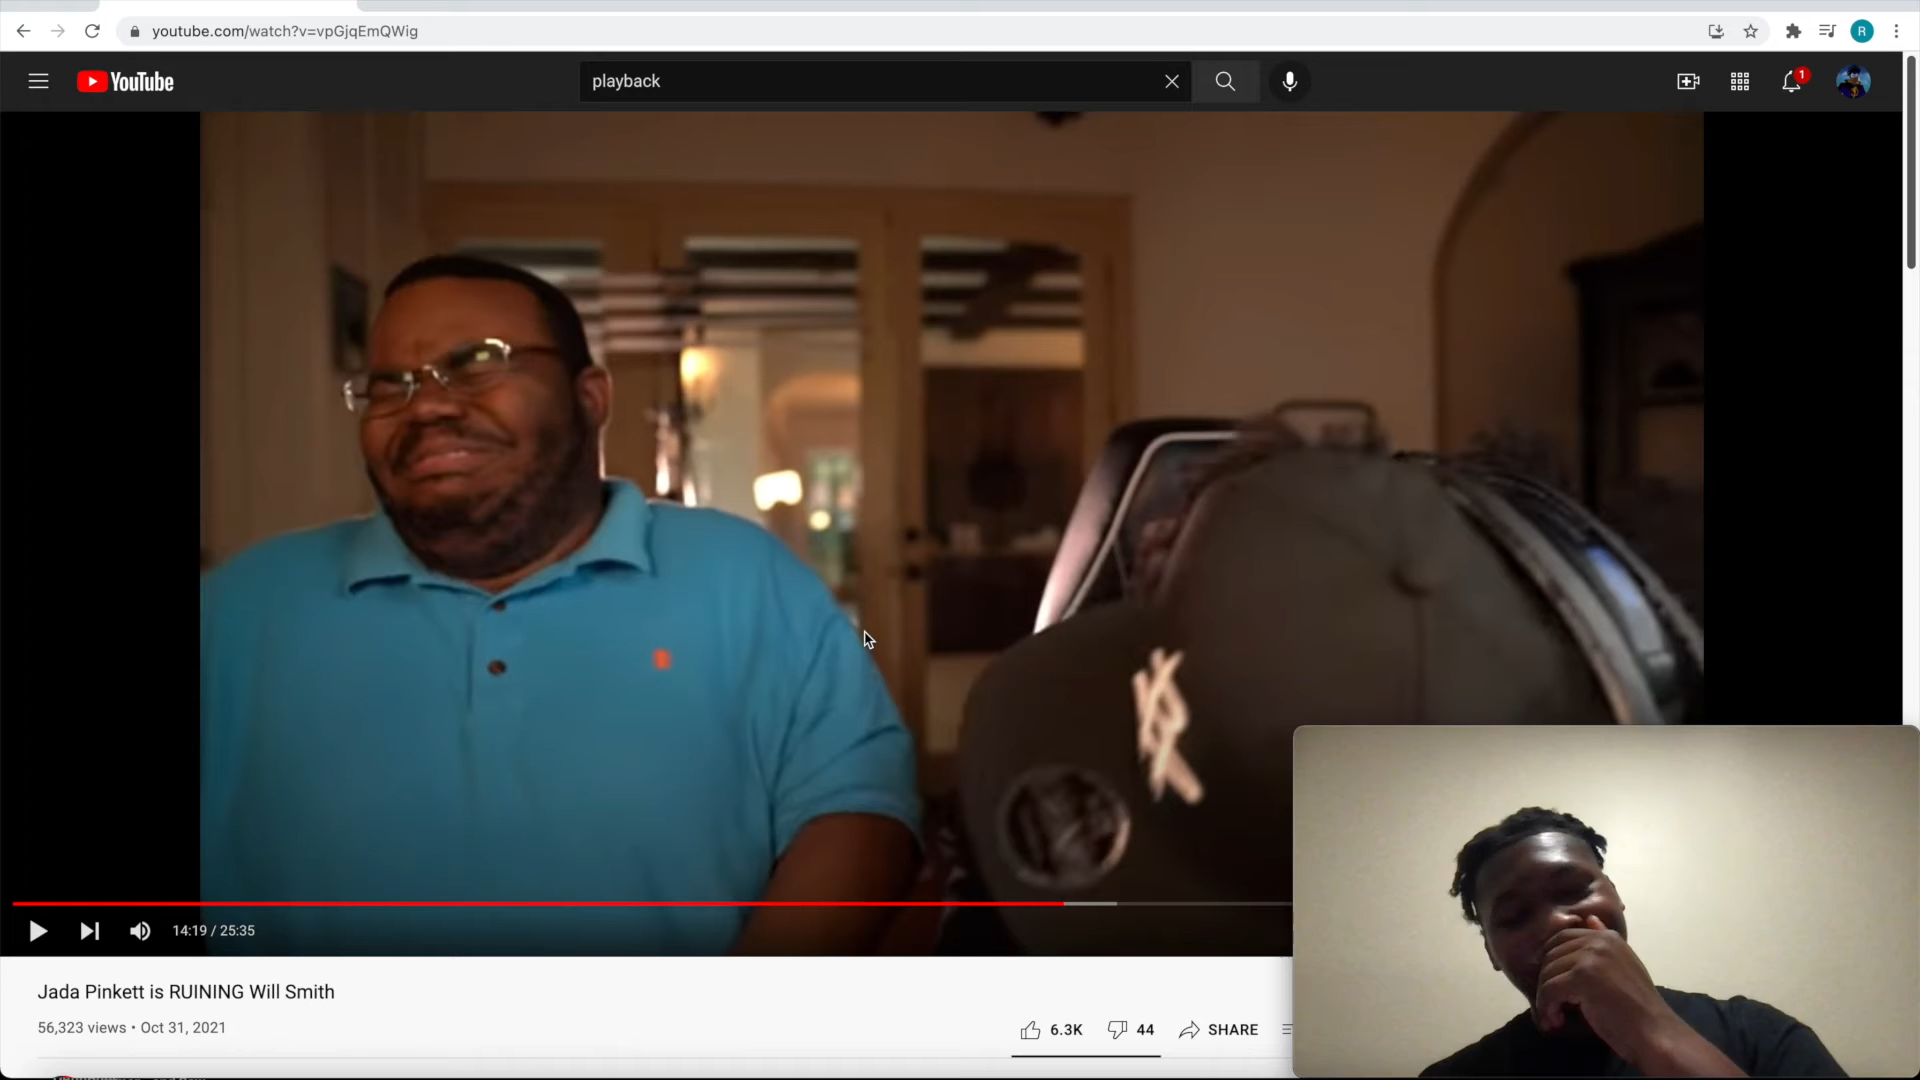 youtube.com/watch?v=vpGjqEmQWig
R
YouTube
playback
1
14:19 / 25:35
Jada Pinkett is RUINING Will Smith
56,323 views • Oct 31, 2021
6.3K
44
SHARE